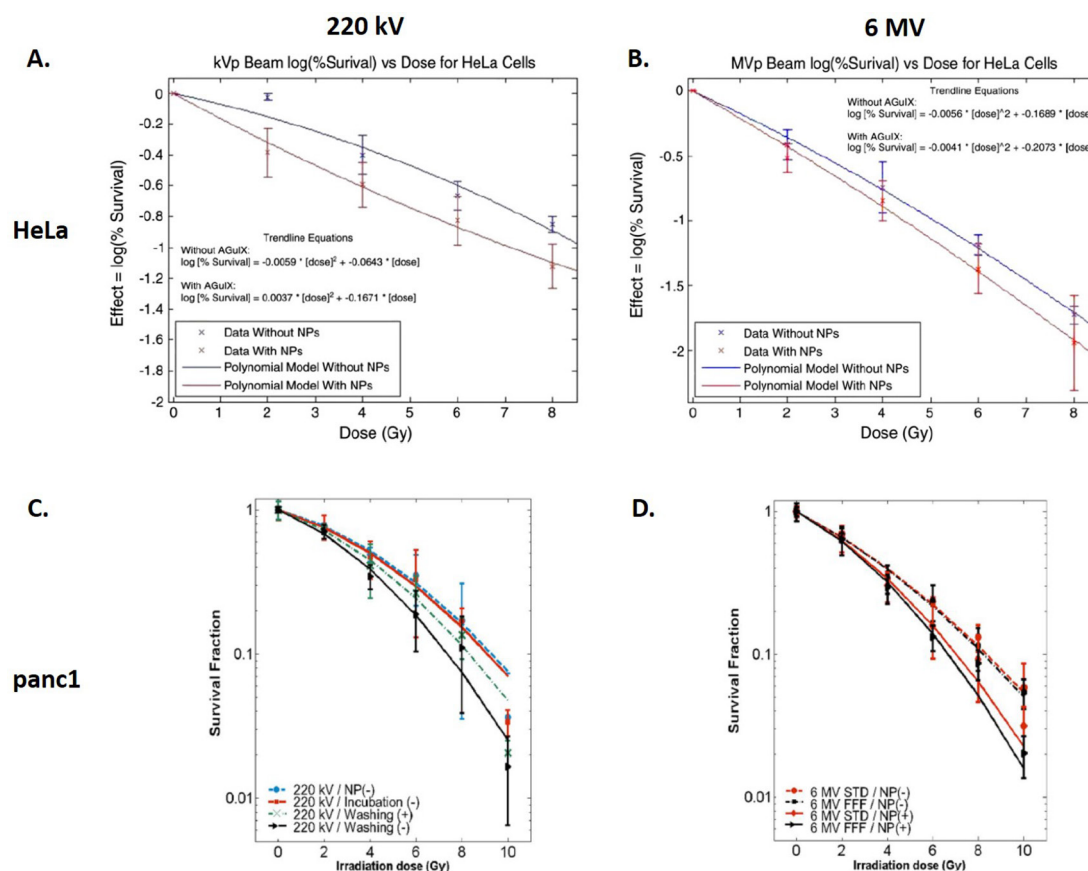 220 kV
6 MV
A.
kVp Beam log(%Surival) vs Dose for HeLa Cells
HeLa
Effect = log(% Survival)
0
-0.2
-0.4
-0.6
-0.8
-1
-1.2
-1.4
-1.6
-1.8
-2
Trendline Equations
Without AGuIX:
log [% Survival] = -0.0059 * [dose]² + -0.0643 * [dose]
With AGuIX:
log [% Survival] = 0.0037 * [dose]² + -0.1671 * [dose]
Data Without NPs
Data With NPs
Polynomial Model Without NPs
Polynomial Model With NPs
0 1 2 3 4 5 6 7 8
Dose (Gy)
B.
MVp Beam log(%Surival) vs Dose for HeLa Cells
Effect = log(% Survival)
0
-0.5
-1
-1.5
-2
Trendline Equations
Without AGuIX:
log [% Survival] = -0.0056 * [dose]^2 + -0.1689 * [dose
With AGuIX:
log [% Survival] = -0.0041 * [dose]^2 + -0.2073 * [dose
Data Without NPs
Data With NPs
Polynomial Model Without NPs
Polynomial Model With NPs
0 1 2 3 4 5 6 7 8
Dose (Gy)
C.
panc1
Survival Fraction
1
0.1
0.01
220 kV / NP(-)
220 kV / Incubation (-)
220 kV / Washing (+)
220 kV / Washing (-)
0 2 4 6 8 10
Irradiation dose (Gy)
D.
Survival Fraction
1
0.1
0.01
6 MV STD / NP(-)
6 MV FFF / NP(-)
6 MV STD / NP(+)
6 MV FFF / NP(+)
0 2 4 6 8 10
Irradiation dose (Gy)